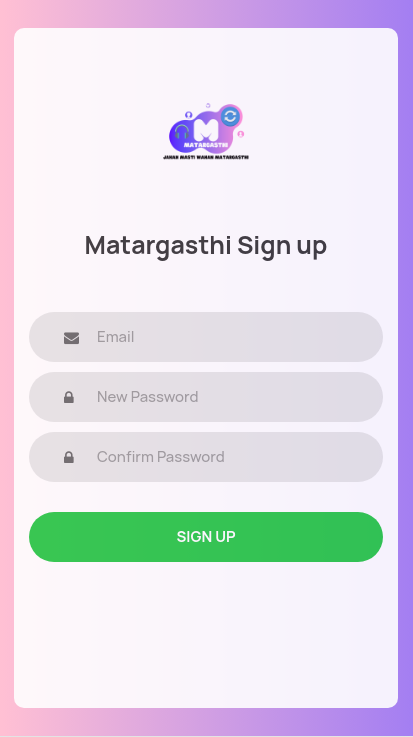 M
MATARGASTHI
JAHAN MASTI WAHAN MATARGASTHI
Matargasthi Sign up
Email
New Password
Confirm Password
SIGN UP